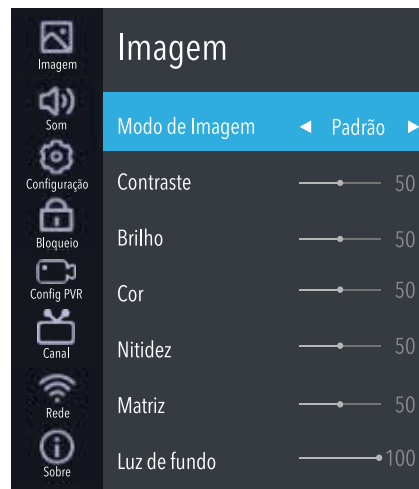 Imagem
Som
Configuração
Bloqueio
Config PVR
Canal
Rede
Sobre
Imagem
Modo de Imagem Padrão
Contraste 50
Brilho 50
Cor 50
Nitidez 50
Matriz 50
Luz de fundo 100